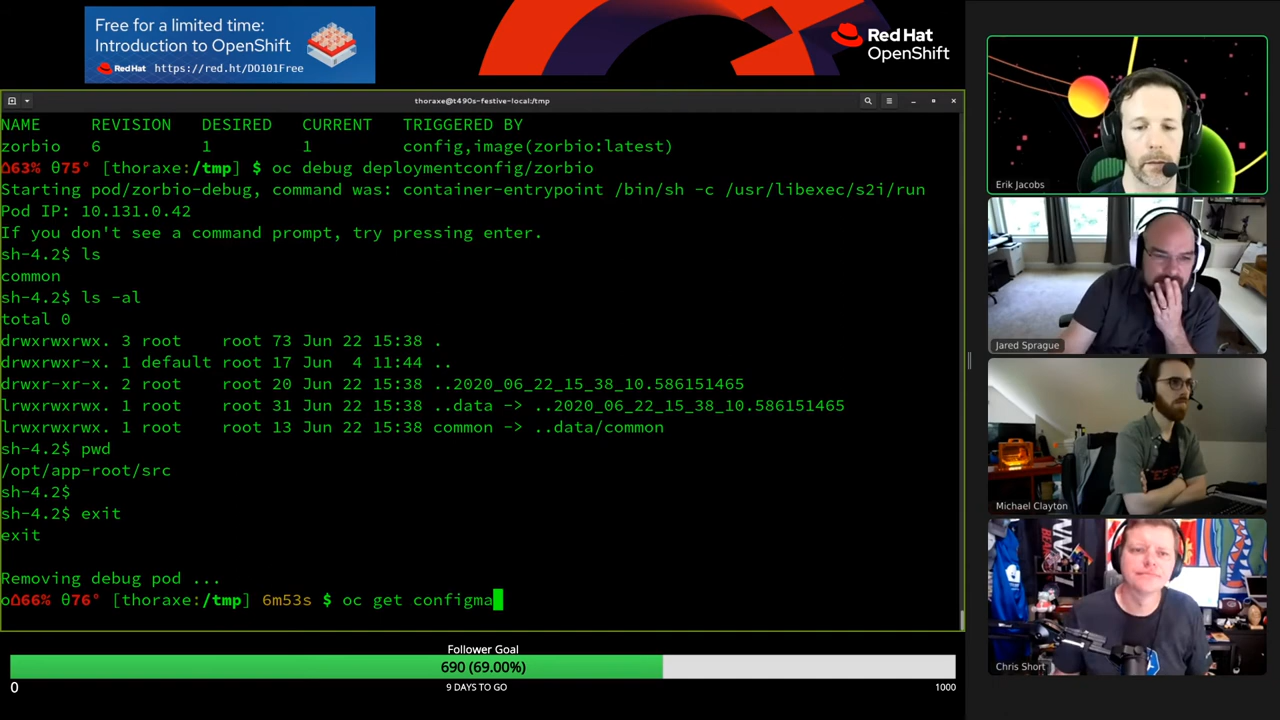 For a limited time:
Introduction to OpenShift
Red Hat https://red.ht/DO101Free
Red Hat
OpenShift
thoraxe@t490s-festive-local:/tmp
NAME REVISION DESIRED CURRENT TRIGGERED BY
zorbio 6 1 1 config,image(zorbio:latest)
⌂63% θ75° [thoraxe:/tmp] $ oc debug deploymentconfig/zorbio
Starting pod/zorbio-debug, command was: container-entrypoint /bin/sh -c /usr/libexec/s2i/run
Pod IP: 10.131.0.42
If you don't see a command prompt, try pressing enter.
sh-4.2$ ls
common
sh-4.2$ ls -al
total 0
drwxrwxrwx. 3 root root 73 Jun 22 15:38 .
drwxrwxr-x. 1 default root 17 Jun 4 11:44 ..
drwxr-xr-x. 2 root root 20 Jun 22 15:38 ..2020_06_22_15_38_10.586151465
lrwxrwxrwx. 1 root root 31 Jun 22 15:38 ..data -> ..2020_06_22_15_38_10.586151465
lrwxrwxrwx. 1 root root 13 Jun 22 15:38 common -> ..data/common
sh-4.2$ pwd
/opt/app-root/src
sh-4.2$
sh-4.2$ exit
exit
Removing debug pod ...
o⌂66% θ76° [thoraxe:/tmp] 6m53s $ oc get configma
Erik Jacobs
Jared Sprague
Michael Clayton
Chris Short
Follower Goal
690 (69.00%)
0
9 DAYS TO GO
1000